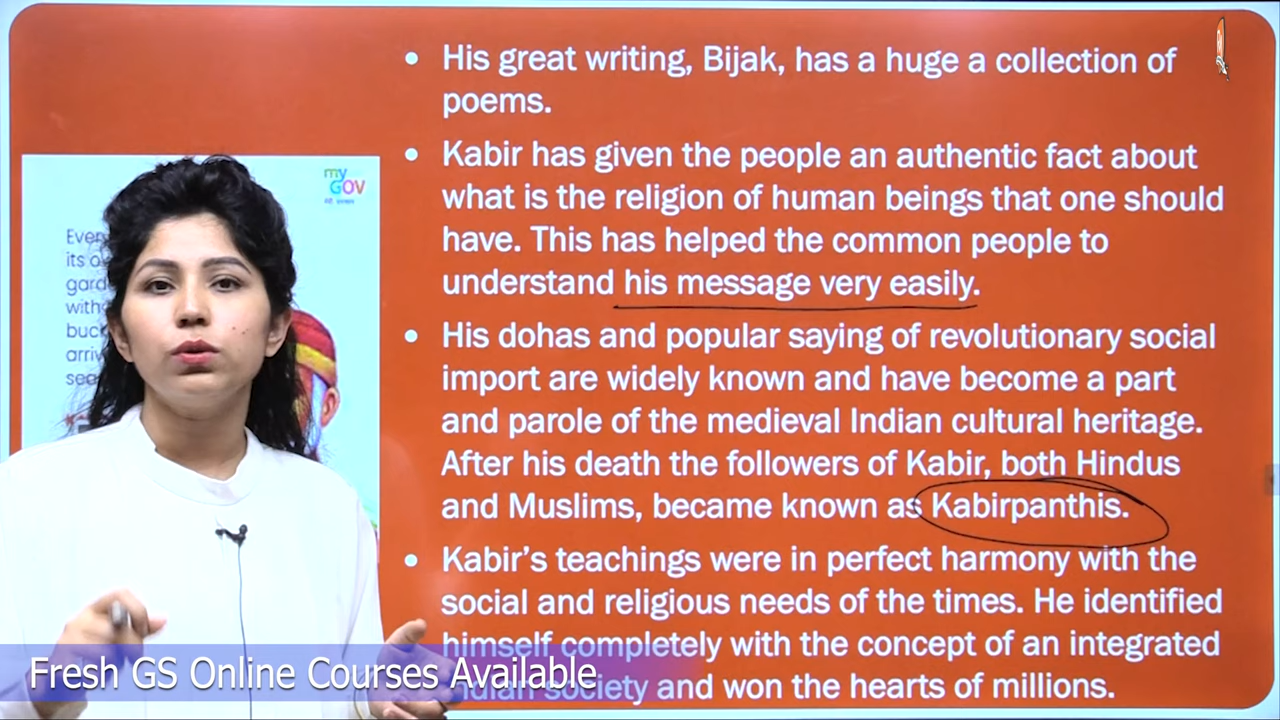 • His great writing, Bijak, has a huge a collection of
poems.
• Kabir has given the people an authentic fact about
what is the religion of human beings that one should
have. This has helped the common people to
understand his message very easily.
• His dohas and popular saying of revolutionary social
import are widely known and have become a part
and parole of the medieval Indian cultural heritage.
After his death the followers of Kabir, both Hindus
and Muslims, became known as Kabirpanthis.
• Kabir's teachings were in perfect harmony with the
social and religious needs of the times. He identified
himself completely with the concept of an integrated
Indian society and won the hearts of millions.
my
GOV
Fresh GS Online Courses Available